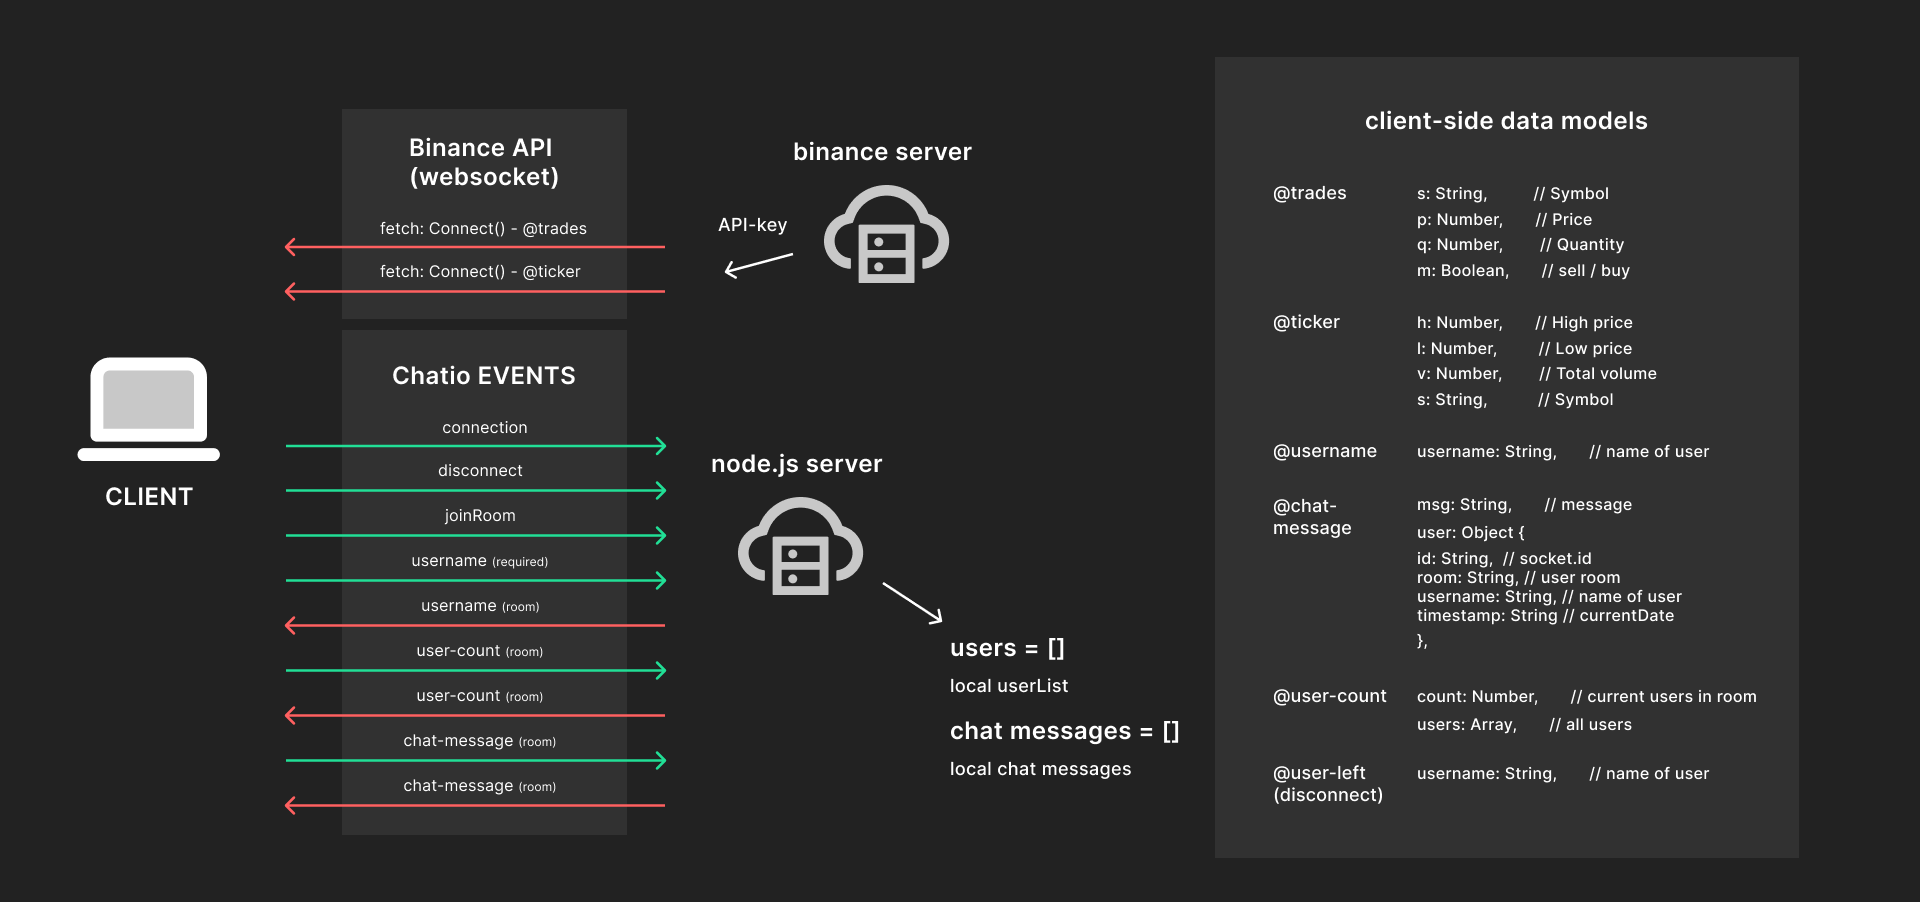 Binance API
(websocket)
fetch: Connect() - @trades
fetch: Connect() - @ticker
binance server
API-key
CLIENT
Chatio EVENTS
connection
disconnect
joinRoom
username (required)
username (room)
user-count (room)
user-count (room)
chat-message (room)
chat-message (room)
node.js server
users = []
local userList
chat messages = []
local chat messages
client-side data models
@trades
s: String, // Symbol
p: Number, // Price
q: Number, // Quantity
m: Boolean, // sell / buy
@ticker
h: Number, // High price
l: Number, // Low price
v: Number, // Total volume
s: String, // Symbol
@username
username: String, // name of user
@chat-
message
msg: String, // message
user: Object {
id: String, // socket.id
room: String, // user room
username: String, // name of user
timestamp: String // currentDate
},
@user-count
count: Number, // current users in room
users: Array, // all users
@user-left
(disconnect)
username: String, // name of user